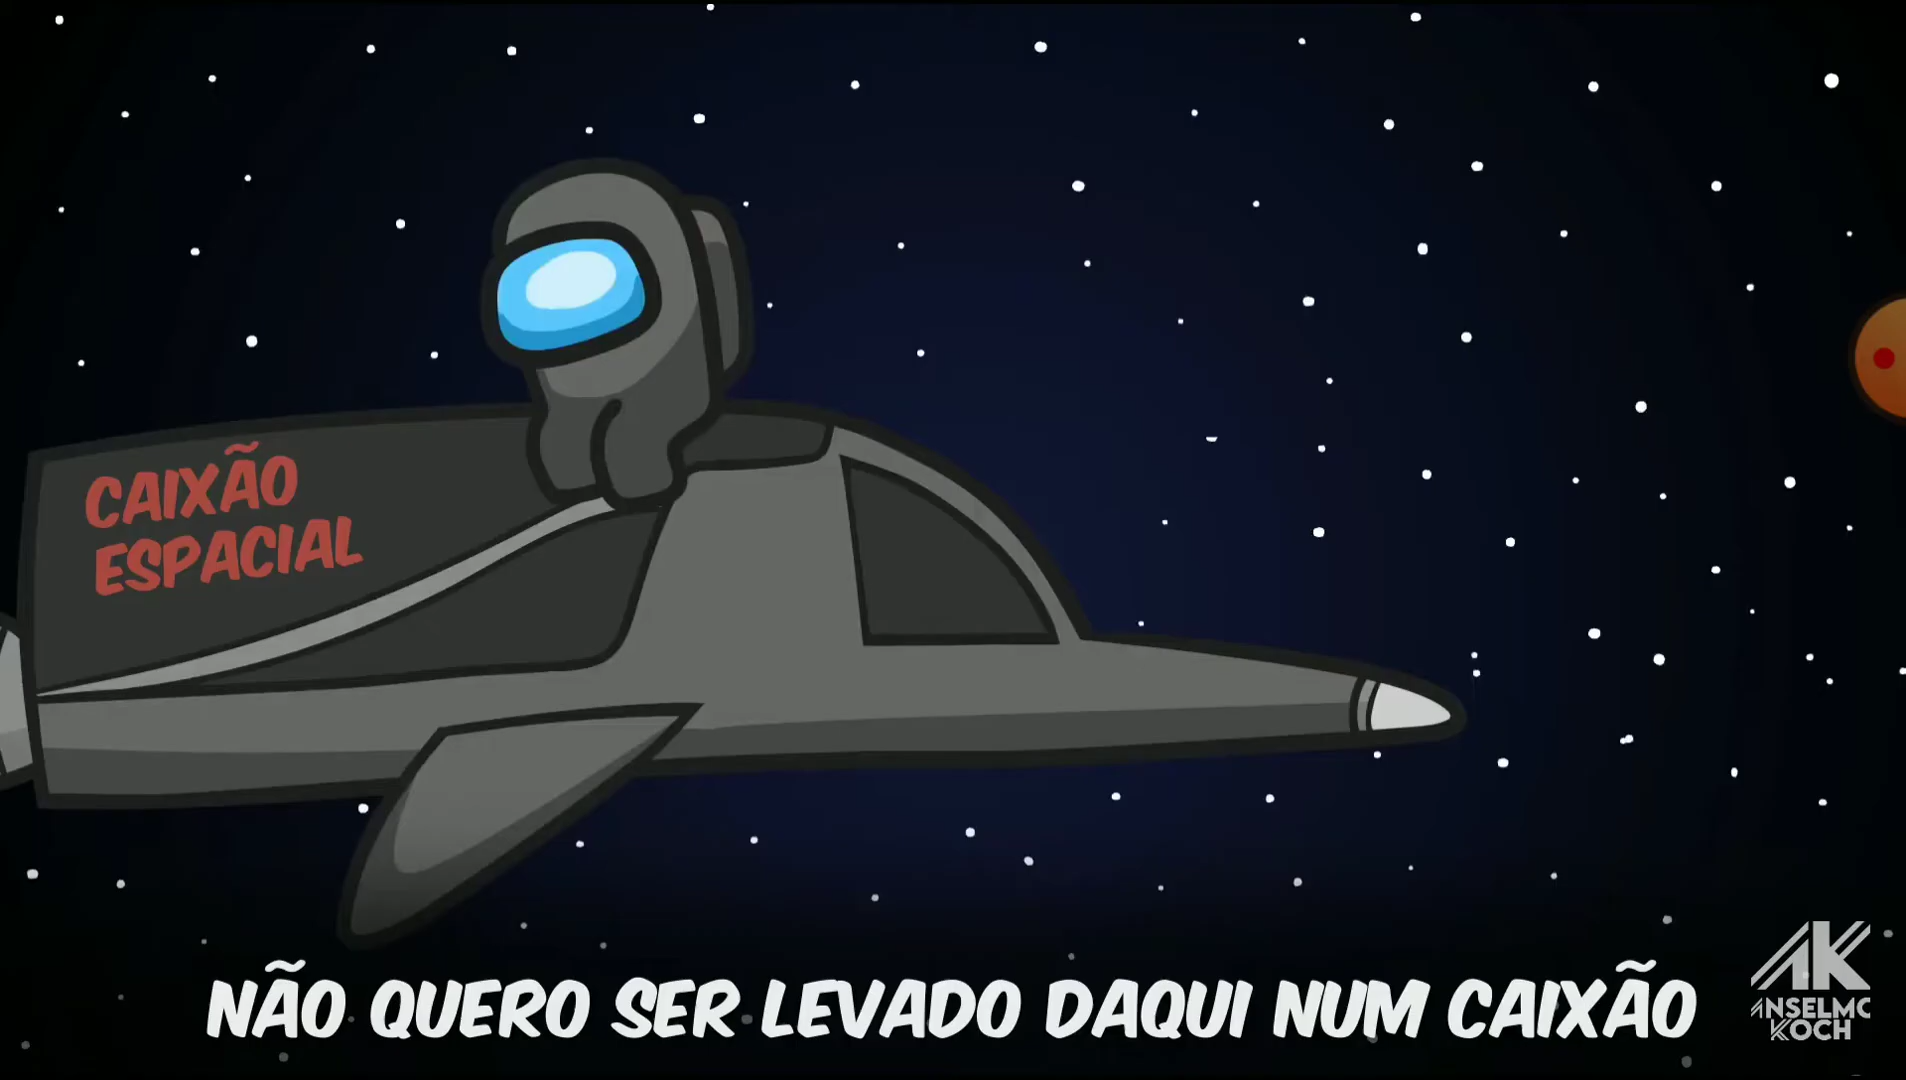 CAIXÃO
ESPACIAL
NÃO QUERO SER LEVADO DAQUI NUM CAIXÃO
AK
ANSELMO
KOCH